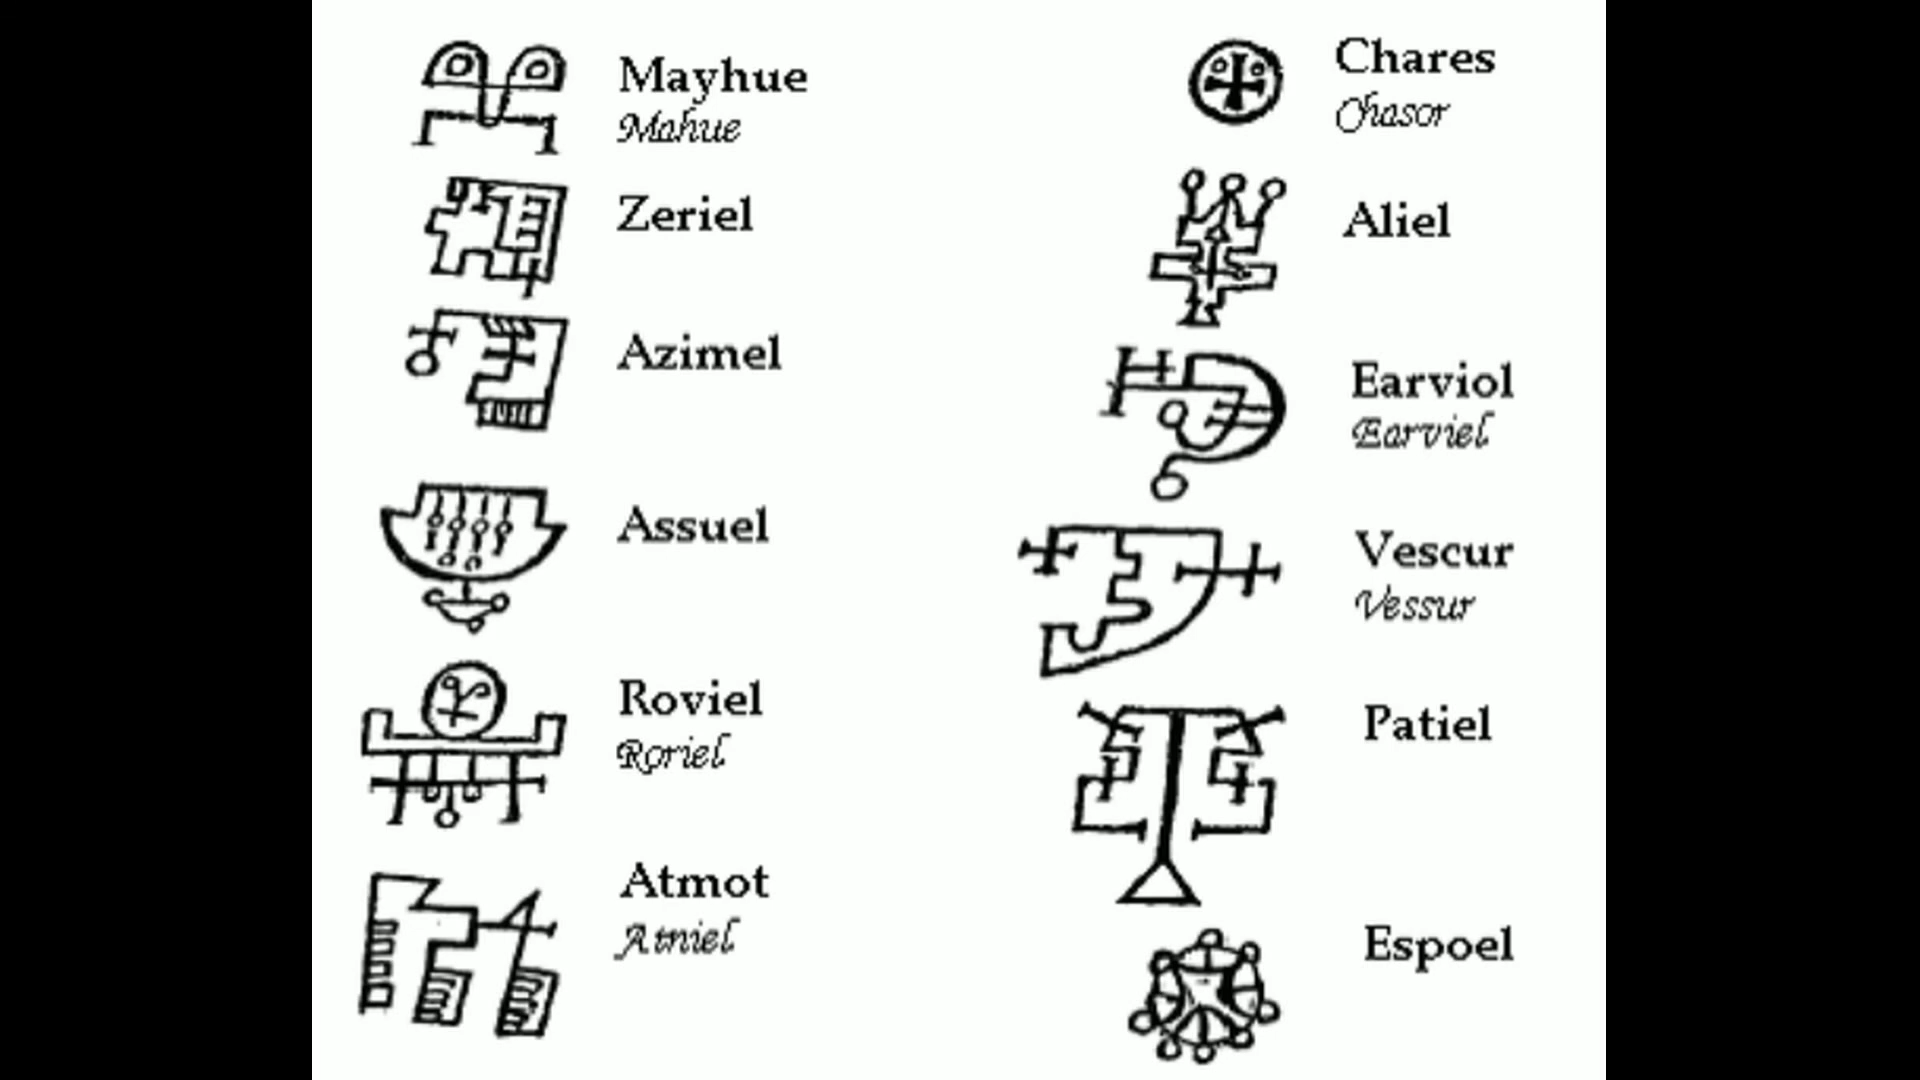 Mayhue
Mahue
Zeriel
Azimel
Assuel
Roviel
Roriel
Atmot
Atniel
Chares
Chasor
Aliel
Earviol
Earviel
Vescur
Vessur
Patiel
Espoel